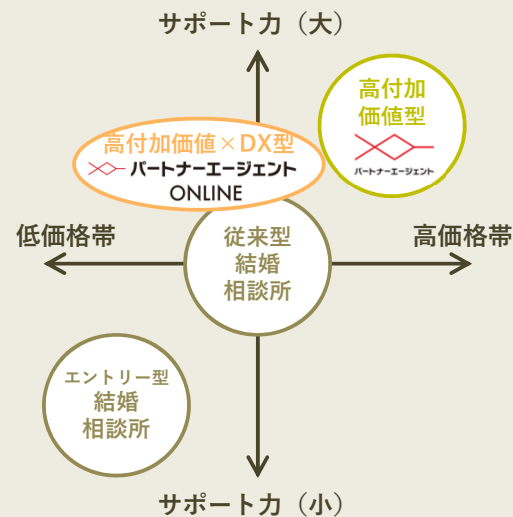 サポート力（大）
高付加
価値型
パートナーエージェント
高付加価値×DX型
パートナーエージェント
ONLINE
低価格帯
従来型
結婚
相談所
高価格帯
エントリー型
結婚
相談所
サポート力（小）